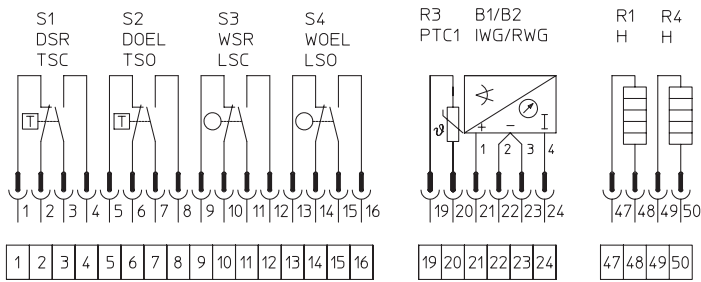 S1 S2 S3 S4 R3 B1/B2 R1 R4
DSR DOEL WSR WOEL PTC1 IWG/RWG H H
TSC TSO LSC LSO
T T ϑ + − I
1 2 3 4
1 2 3 4 5 6 7 8 9 10 11 12 13 14 15 16 19 20 21 22 23 24 47 48 49 50
1 2 3 4 5 6 7 8 9 10 11 12 13 14 15 16 19 20 21 22 23 24 47 48 49 50